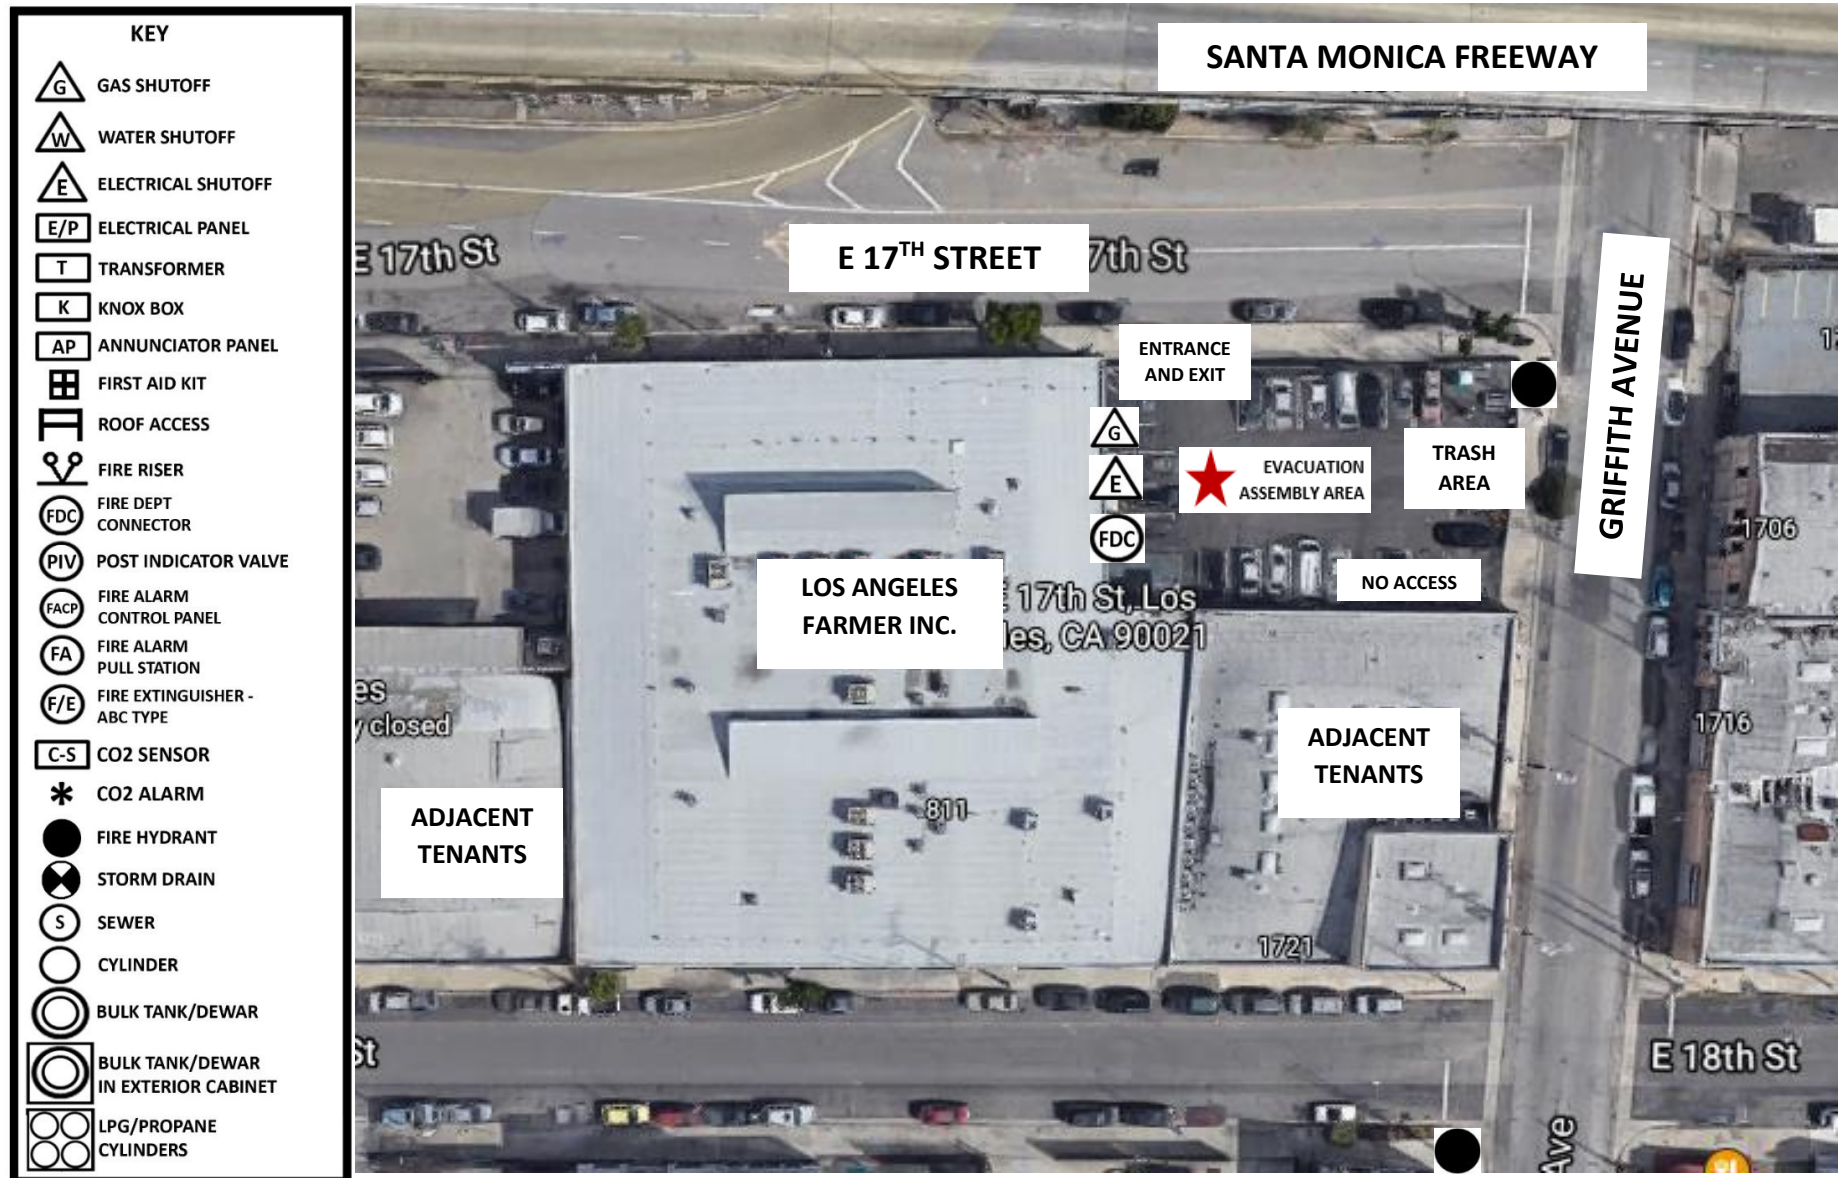 KEY
G GAS SHUTOFF
W WATER SHUTOFF
E ELECTRICAL SHUTOFF
E/P ELECTRICAL PANEL
T TRANSFORMER
K KNOX BOX
AP ANNUNCIATOR PANEL
FIRST AID KIT
ROOF ACCESS
FIRE RISER
FDC FIRE DEPT
CONNECTOR
PIV POST INDICATOR VALVE
FACP FIRE ALARM
CONTROL PANEL
FA FIRE ALARM
PULL STATION
F/E FIRE EXTINGUISHER -
ABC TYPE
C-S CO2 SENSOR
CO2 ALARM
FIRE HYDRANT
STORM DRAIN
S SEWER
CYLINDER
BULK TANK/DEWAR
BULK TANK/DEWAR
IN EXTERIOR CABINET
LPG/PROPANE
CYLINDERS
SANTA MONICA FREEWAY
E 17th St
E 17TH STREET
7th St
GRIFFITH AVENUE
ENTRANCE
AND EXIT
G
E
FDC
EVACUATION
ASSEMBLY AREA
TRASH
AREA
NO ACCESS
1706
LOS ANGELES
FARMER INC.
17th St, Los
les, CA 90021
es
y closed
ADJACENT
TENANTS
811
ADJACENT
TENANTS
1716
1721
St
E 18th St
Ave